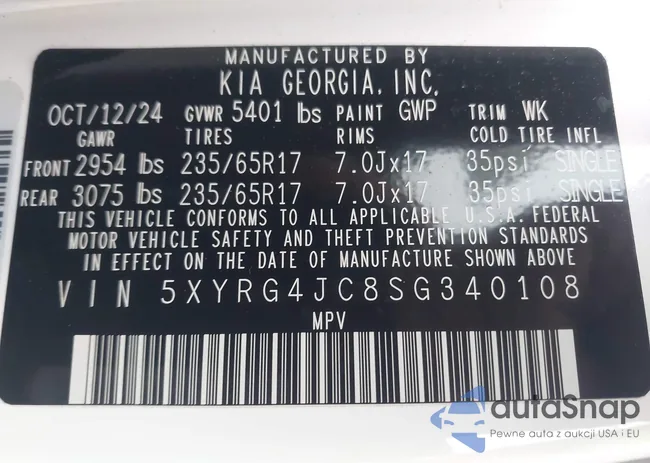 MANUFACTURED BY
KIA GEORGIA, INC,
OCT/12/24 GVWR 5401 lbs PAINT GWP TRIM WK
GAWR TIRES RIMS COLD TIRE INFL
FRONT 2954 lbs 235/65R17 7.0Jx17 35psi SINGLE
REAR 3075 lbs 235/65R17 7.0Jx17 35psi SINGLE
THIS VEHICLE CONFORMS TO ALL APPLICABLE U.S.A. FEDERAL
MOTOR VEHICLE SAFETY AND THEFT PREVENTION STANDARDS
IN EFFECT ON THE DATE OF MANUFACTURE SHOWN ABOVE
VIN 5XYRG4JC8SG340108
MPV
autaSnap
Pewne auta z aukcji USA i EU